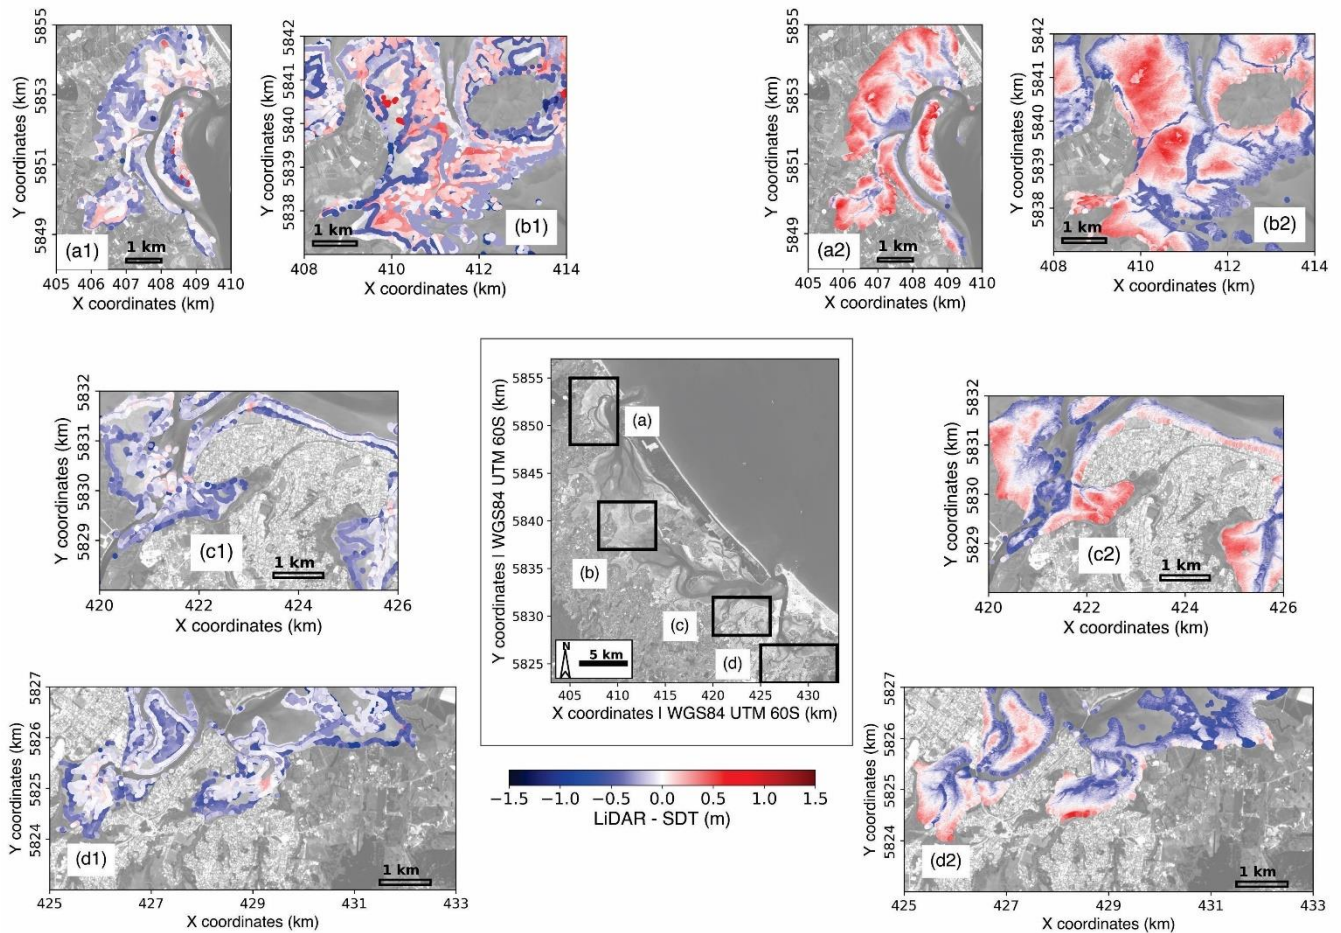 5855
5853
5851
5849
Y coordinates (km)
(a1)
1 km
405 406 407 408 409 410
X coordinates (km)
5842
5841
5840
5839
5838
Y coordinates (km)
1 km
(b1)
408 410 412 414
X coordinates (km)
5855
5853
5851
5849
Y coordinates (km)
(a2)
1 km
405 406 407 408 409 410
X coordinates (km)
5842
5841
5840
5839
5838
Y coordinates (km)
1 km
(b2)
408 410 412 414
X coordinates (km)
5832
5831
5830
5829
Y coordinates (km)
(c1)
1 km
420 422 424 426
X coordinates (km)
5855
5850
5845
5840
5835
5830
5825
Y coordinates | WGS84 UTM 60S (km)
(a)
(b)
(c)
(d)
N
5 km
405 410 415 420 425 430
X coordinates | WGS84 UTM 60S (km)
5832
5831
5830
5829
Y coordinates (km)
(c2)
1 km
420 422 424 426
X coordinates (km)
5827
5826
5825
5824
Y coordinates (km)
(d1)
1 km
425 427 429 431 433
X coordinates (km)
−1.5 −1.0 −0.5 0.0 0.5 1.0 1.5
LiDAR - SDT (m)
5827
5826
5825
5824
Y coordinates (km)
(d2)
1 km
425 427 429 431 433
X coordinates (km)